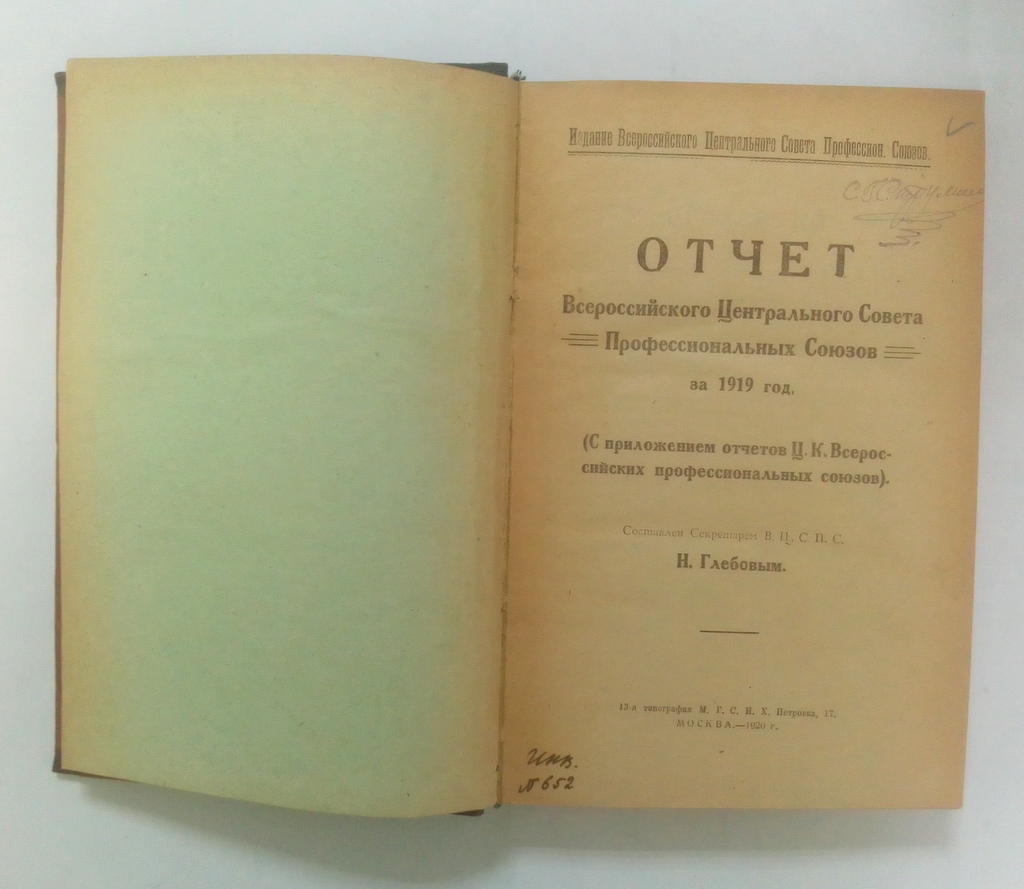 Издание Всероссийского Центрального Совета Профессион. Союзов.
ОТЧЕТ
Всероссийского Центрального Совета
Профессиональных Союзов
за 1919 год.
(С приложением отчетов Ц. К. Всерос-
сийских профессиональных союзов).
Составлен Секретарем В. Ц. С П. С.
Н. Глебовым.
13-я типография М. Г. С. Н. Х. Петровка, 17.
МОСКВА.—1920 г.
Инв.
№ 652